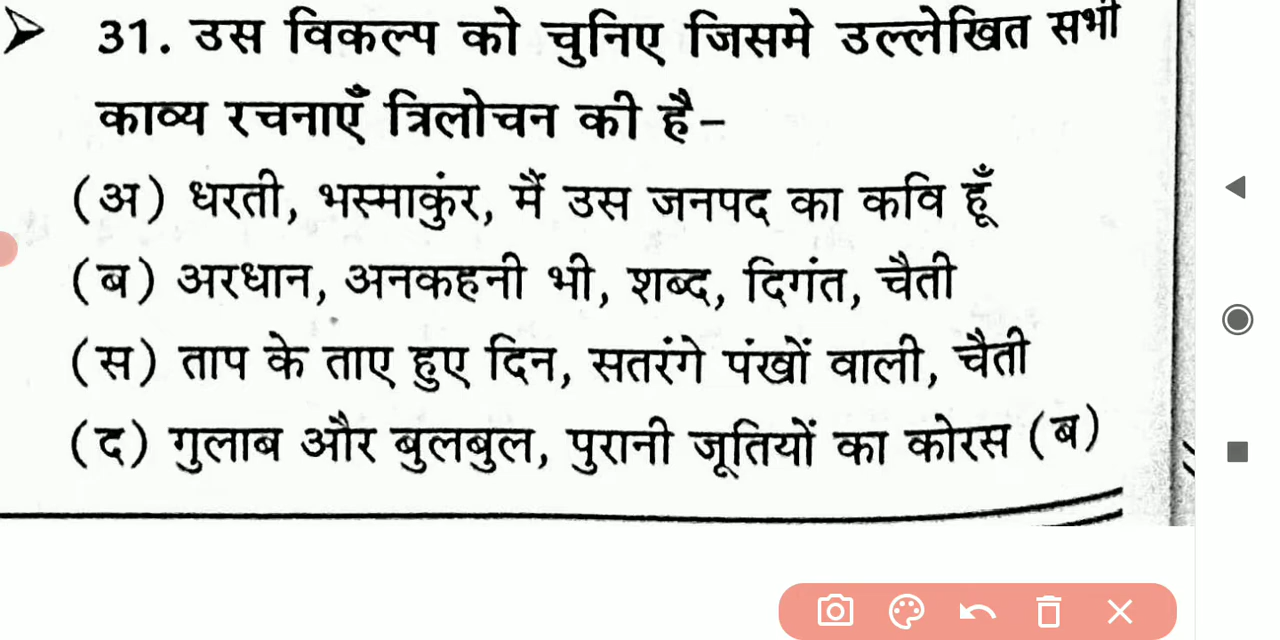 31. उस विकल्प को चुनिए जिसमे उल्लेखित सभी
काव्य रचनाएँ त्रिलोचन की है-
(अ) धरती, भस्माकुंर, मैं उस जनपद का कवि हूँ
(ब) अरधान, अनकहनी भी, शब्द, दिगंत, चैती
(स) ताप के ताए हुए दिन, सतरंगे पंखों वाली, चैती
(द) गुलाब और बुलबुल, पुरानी जूतियों का कोरस (ब)